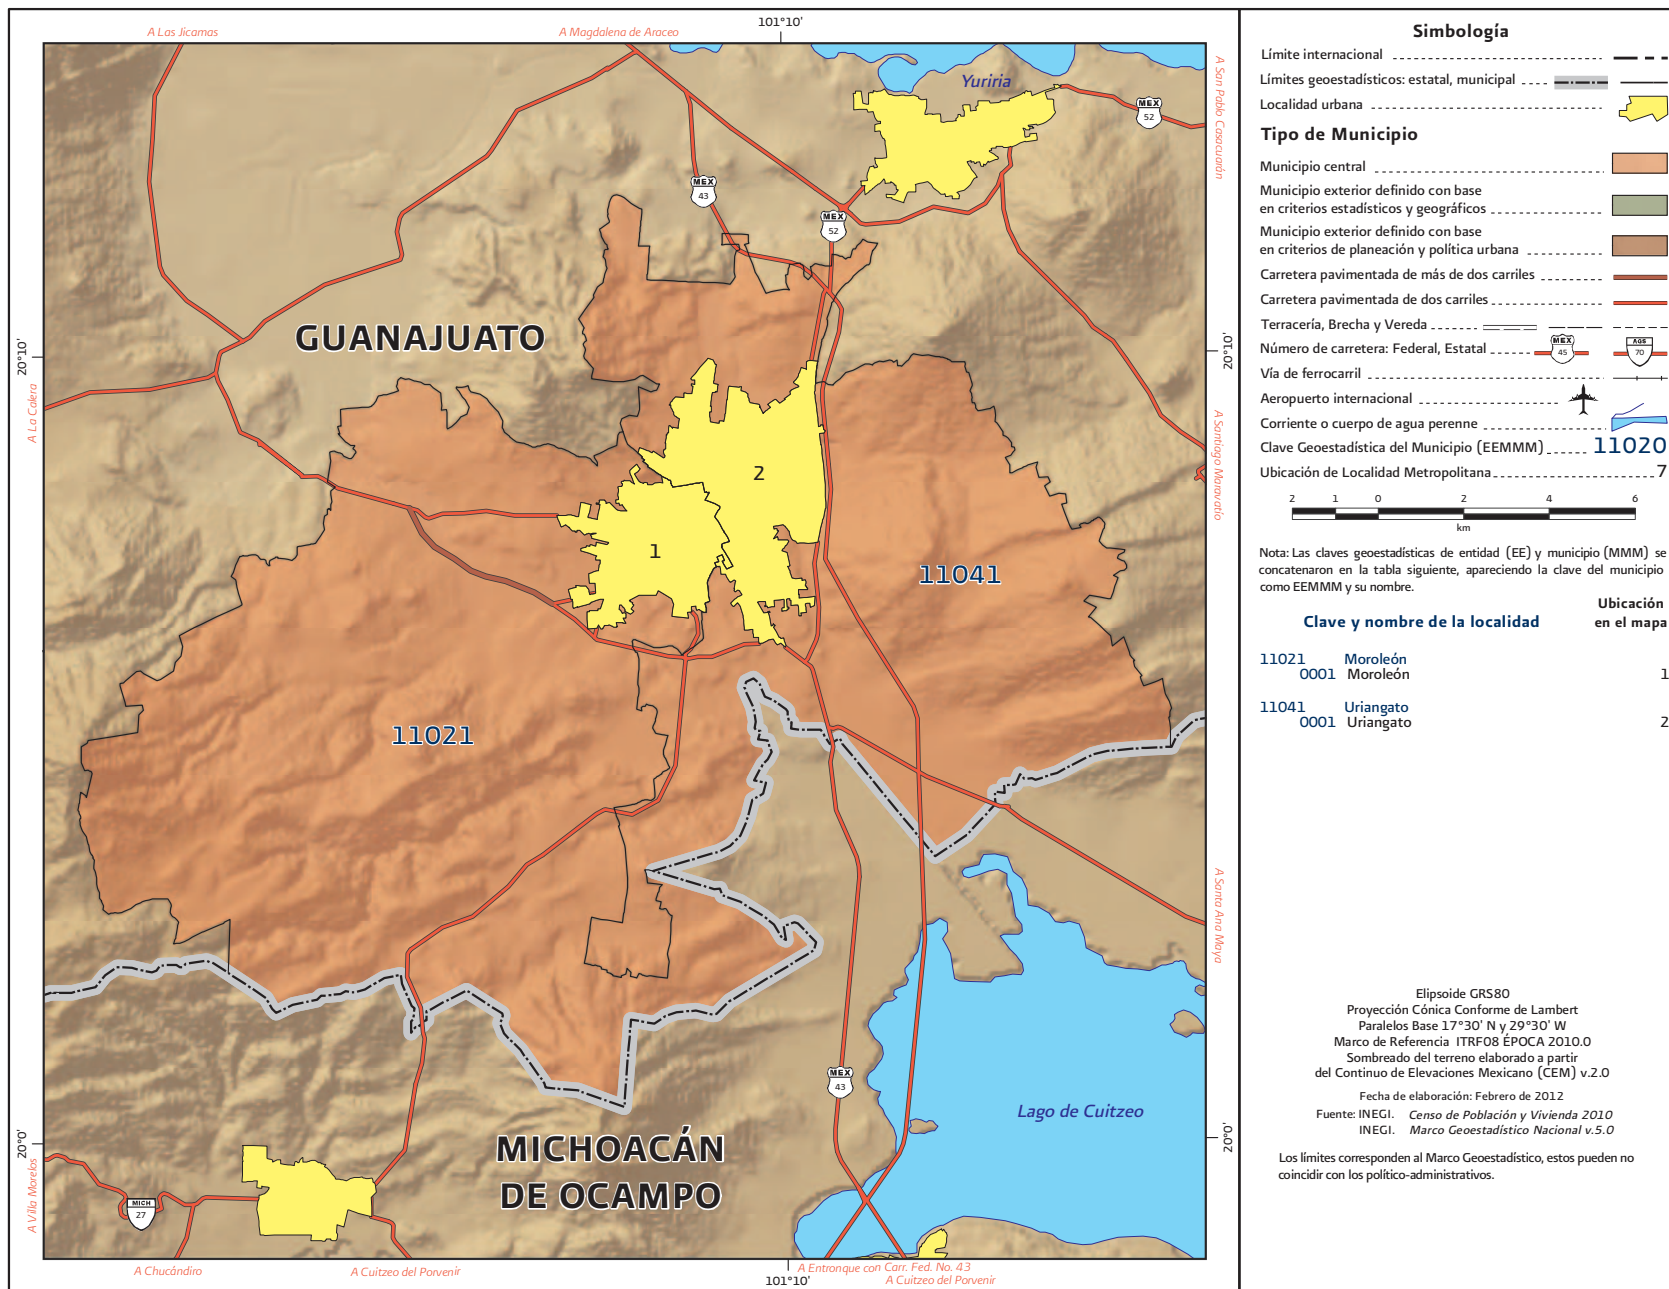 101°10'
A Las Jícamas
A Magdalena de Araceo
A San Pablo Casacuarán
Yuriria
MEX
52
MEX
43
MEX
52
GUANAJUATO
20°10'
20°10'
A La Calera
A Santiago Maravatío
2
1
11041
11021
A Santa Ana Maya
MEX
43
Lago de Cuitzeo
MICHOACÁN
DE OCAMPO
20°0'
20°0'
A Villa Morelos
MICH
27
A Chucándiro
A Cuitzeo del Porvenir
101°10'
A Entronque con Carr. Fed. No. 43
A Cuitzeo del Porvenir
Simbología
Límite internacional
Límites geoestadísticos: estatal, municipal
Localidad urbana
Tipo de Municipio
Municipio central
Municipio exterior definido con base
en criterios estadísticos y geográficos
Municipio exterior definido con base
en criterios de planeación y política urbana
Carretera pavimentada de más de dos carriles
Carretera pavimentada de dos carriles
Terracería, Brecha y Vereda
Número de carretera: Federal, Estatal MEX 45 AGS 70
Vía de ferrocarril
Aeropuerto internacional
Corriente o cuerpo de agua perenne
Clave Geoestadística del Municipio (EEMMM) 11020
Ubicación de Localidad Metropolitana 7
2 1 0 2 4 6
km
Nota: Las claves geoestadísticas de entidad (EE) y municipio (MMM) se
concatenaron en la tabla siguiente, apareciendo la clave del municipio
como EEMMM y su nombre.
Clave y nombre de la localidad
Ubicación
en el mapa
11021 Moroleón
0001 Moroleón 1
11041 Uriangato
0001 Uriangato 2
Elipsoide GRS80
Proyección Cónica Conforme de Lambert
Paralelos Base 17°30' N y 29°30' W
Marco de Referencia ITRF08 ÉPOCA 2010.0
Sombreado del terreno elaborado a partir
del Continuo de Elevaciones Mexicano (CEM) v.2.0
Fecha de elaboración: Febrero de 2012
Fuente: INEGI. Censo de Población y Vivienda 2010
INEGI. Marco Geoestadístico Nacional v.5.0
Los límites corresponden al Marco Geoestadístico, estos pueden no
coincidir con los político-administrativos.